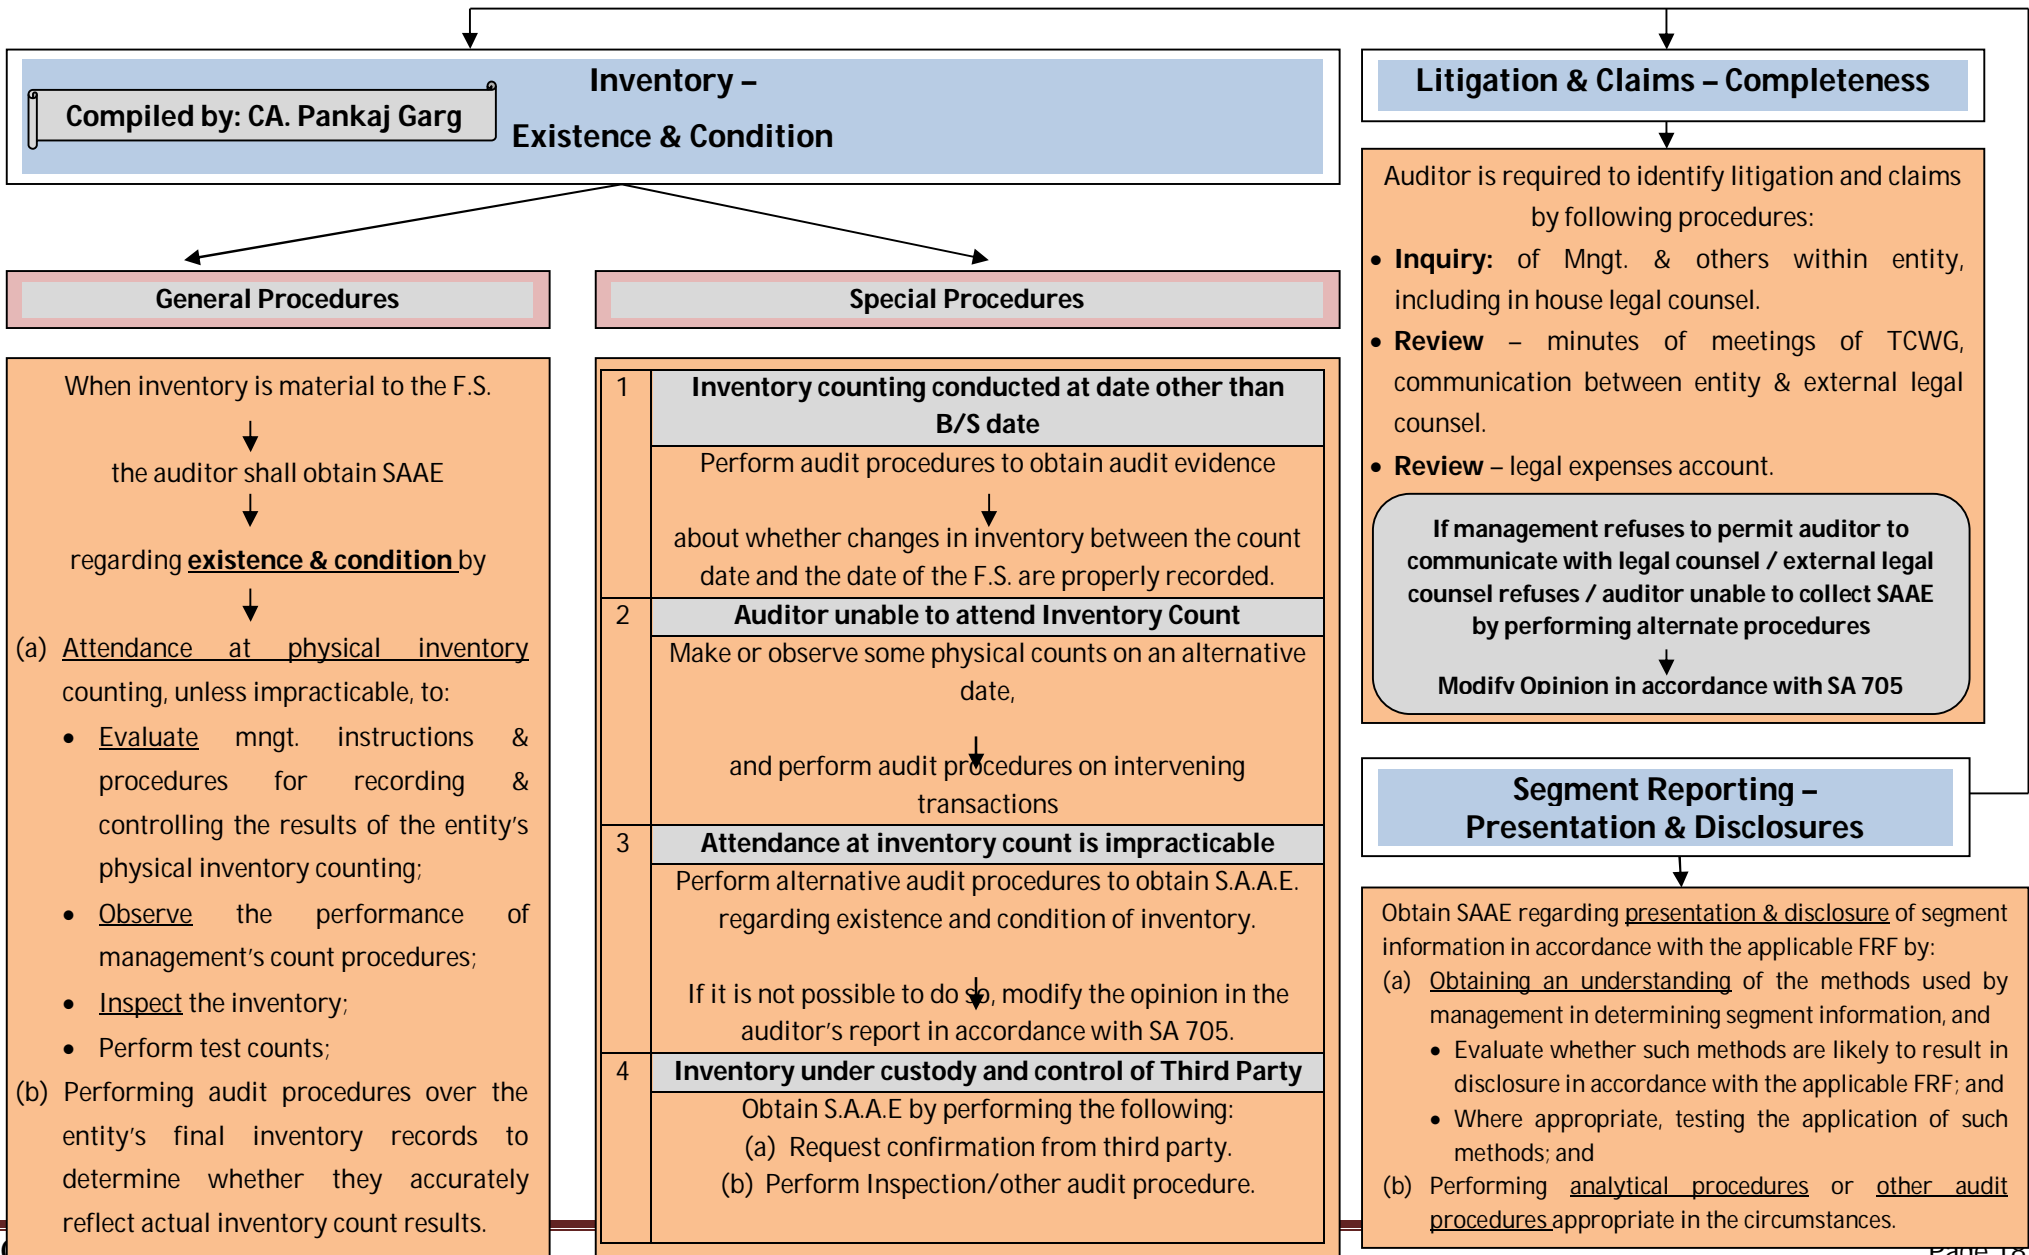 Inventory –
Compiled by: CA. Pankaj Garg
Existence & Condition
General Procedures
When inventory is material to the F.S.
the auditor shall obtain SAAE
regarding existence & condition by
(a) Attendance at physical inventory
counting, unless impracticable, to:
• Evaluate mngt. instructions &
procedures for recording &
controlling the results of the entity's
physical inventory counting;
• Observe the performance of
management's count procedures;
• Inspect the inventory;
• Perform test counts;
(b) Performing audit procedures over the
entity's final inventory records to
determine whether they accurately
reflect actual inventory count results.
Special Procedures
1 Inventory counting conducted at date other than
B/S date
Perform audit procedures to obtain audit evidence
about whether changes in inventory between the count
date and the date of the F.S. are properly recorded.
2 Auditor unable to attend Inventory Count
Make or observe some physical counts on an alternative
date,
and perform audit procedures on intervening
transactions
3 Attendance at inventory count is impracticable
Perform alternative audit procedures to obtain S.A.A.E.
regarding existence and condition of inventory.
If it is not possible to do so, modify the opinion in the
auditor's report in accordance with SA 705.
4 Inventory under custody and control of Third Party
Obtain S.A.A.E by performing the following:
(a) Request confirmation from third party.
(b) Perform Inspection/other audit procedure.
Litigation & Claims – Completeness
Auditor is required to identify litigation and claims
by following procedures:
• Inquiry: of Mngt. & others within entity,
including in house legal counsel.
• Review – minutes of meetings of TCWG,
communication between entity & external legal
counsel.
• Review – legal expenses account.
If management refuses to permit auditor to
communicate with legal counsel / external legal
counsel refuses / auditor unable to collect SAAE
by performing alternate procedures
Modify Opinion in accordance with SA 705
Segment Reporting –
Presentation & Disclosures
Obtain SAAE regarding presentation & disclosure of segment
information in accordance with the applicable FRF by:
(a) Obtaining an understanding of the methods used by
management in determining segment information, and
• Evaluate whether such methods are likely to result in
disclosure in accordance with the applicable FRF; and
• Where appropriate, testing the application of such
methods; and
(b) Performing analytical procedures or other audit
procedures appropriate in the circumstances.
Page 18